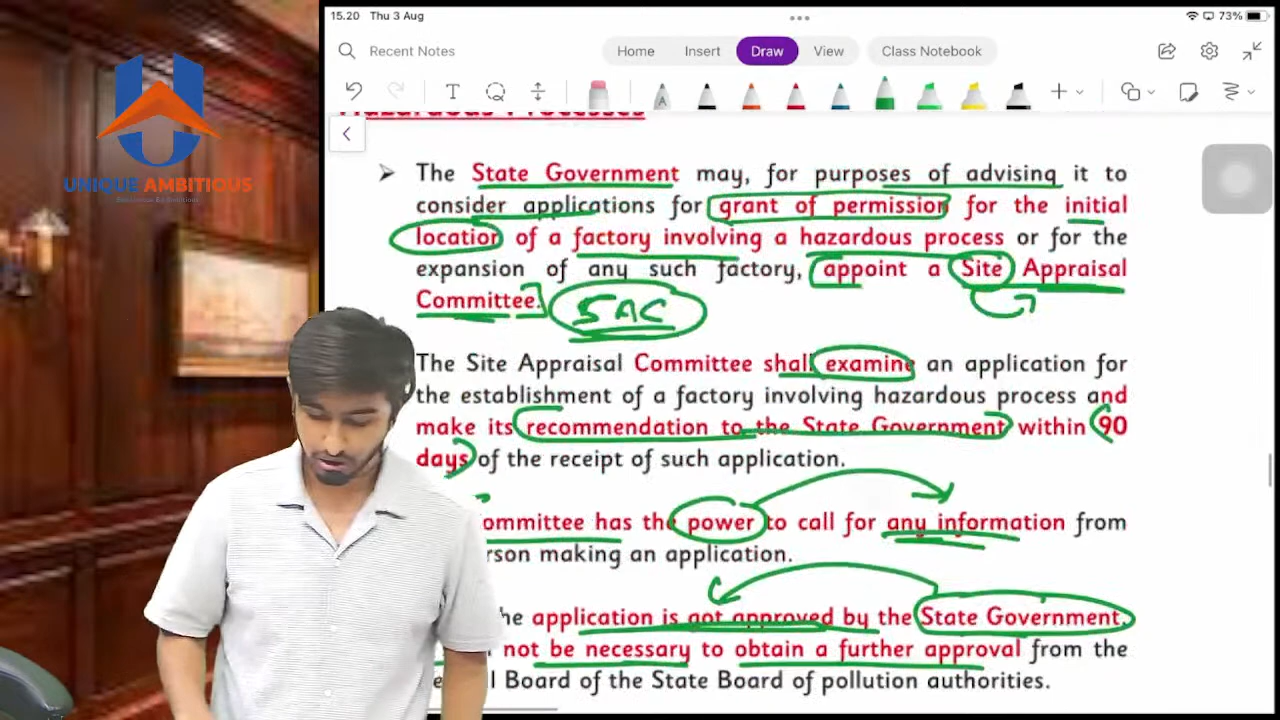 15.20 Thu 3 Aug
73%
Recent Notes
Home Insert Draw View Class Notebook
UNIQUE AMBITIOUS
Hazardous Processes
The State Government may, for purposes of advising it to
consider applications for grant of permission for the initial
location of a factory involving a hazardous process or for the
expansion of any such factory, appoint a Site Appraisal
Committee.
SAC
The Site Appraisal Committee shall examine an application for
the establishment of a factory involving hazardous process and
make its recommendation to the State Government within 90
days of the receipt of such application.
ommittee has the power to call for any information from
rson making an application.
he application is got approved by the State Government,
not be necessary to obtain a further approval from the
l Board of the State Board of pollution authorities.